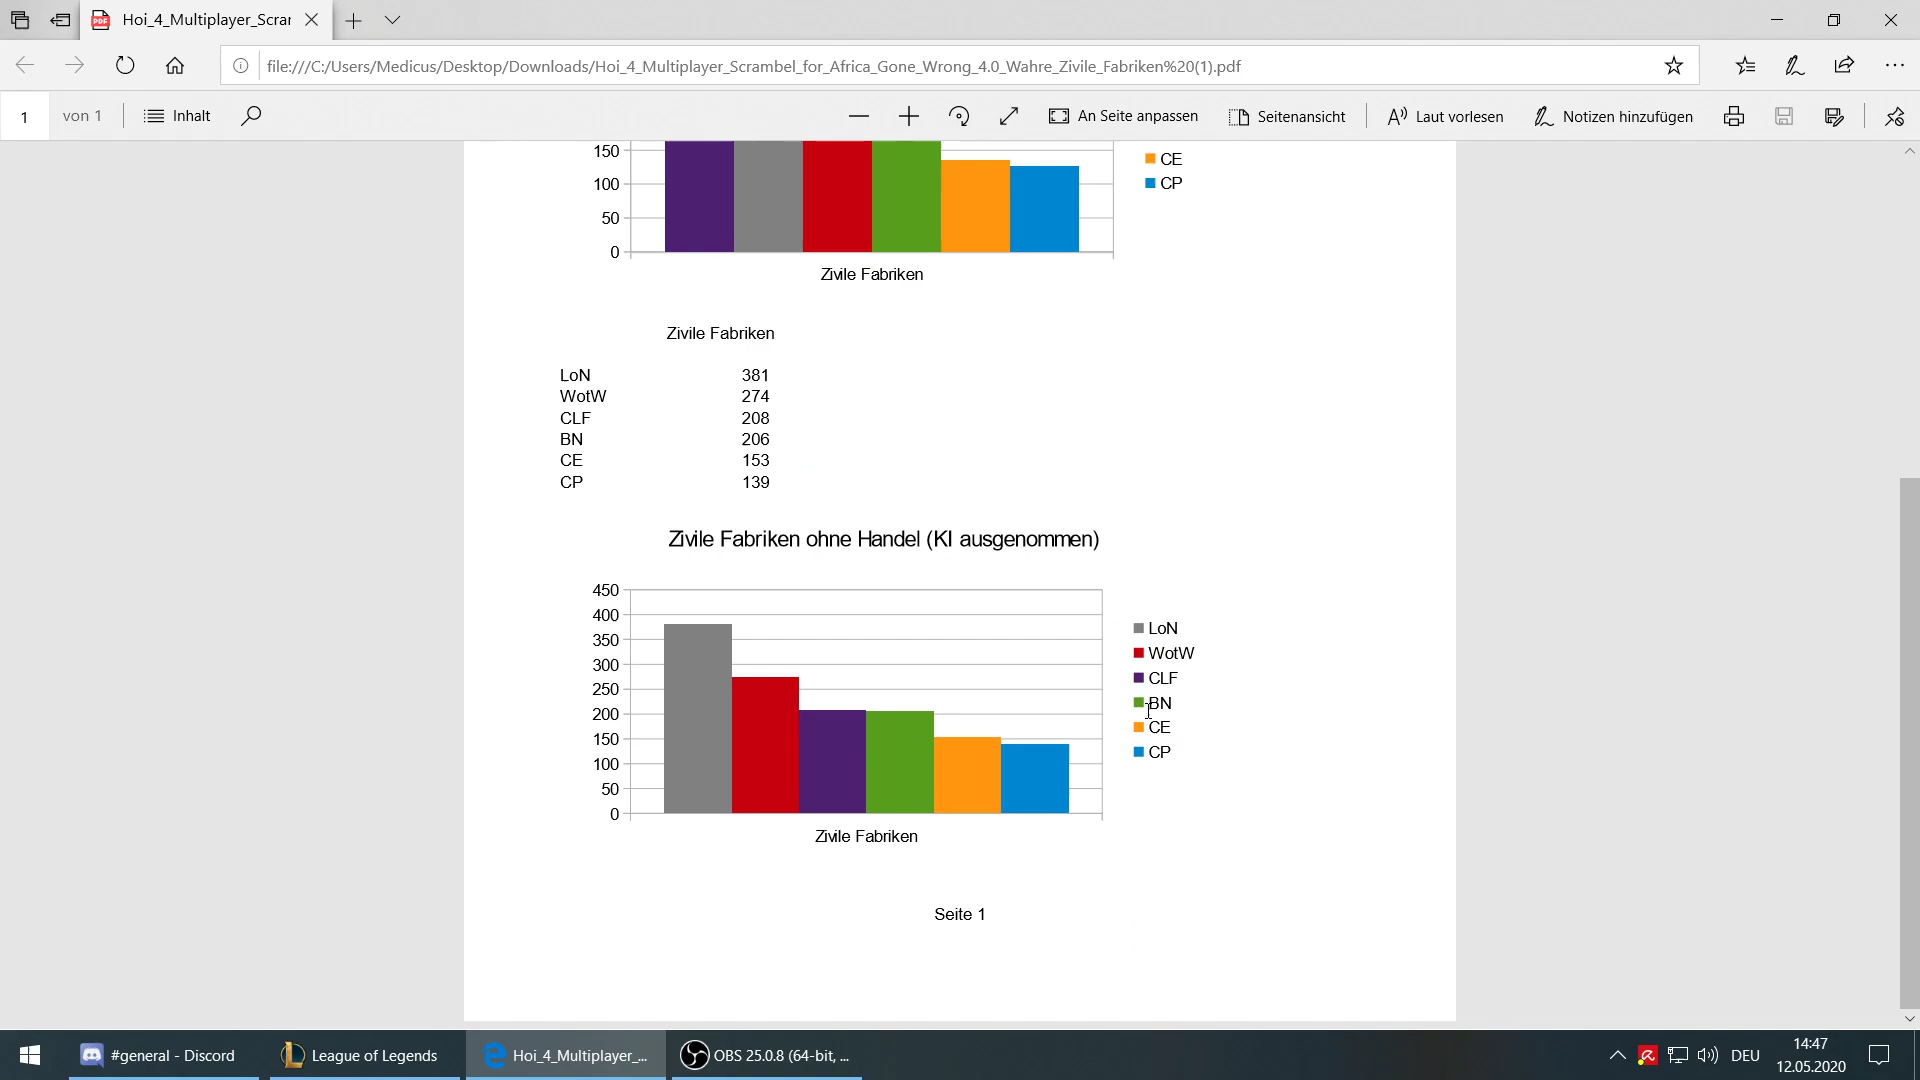 Hoi_4_Multiplayer_Scrar
file:///C:/Users/Medicus/Desktop/Downloads/Hoi_4_Multiplayer_Scrambel_for_Africa_Gone_Wrong_4.0_Wahre_Zivile_Fabriken%20(1).pdf
1 von 1 Inhalt An Seite anpassen Seitenansicht Laut vorlesen Notizen hinzufügen
150
100
50
0
CE
CP
Zivile Fabriken
Zivile Fabriken
LoN 381
WotW 274
CLF 208
BN 206
CE 153
CP 139
Zivile Fabriken ohne Handel (KI ausgenommen)
450
400
350
300
250
200
150
100
50
0
LoN
WotW
CLF
BN
CE
CP
Zivile Fabriken
Seite 1
#general - Discord League of Legends Hoi_4_Multiplayer_... OBS 25.0.8 (64-bit, ... DEU 14:47
12.05.2020